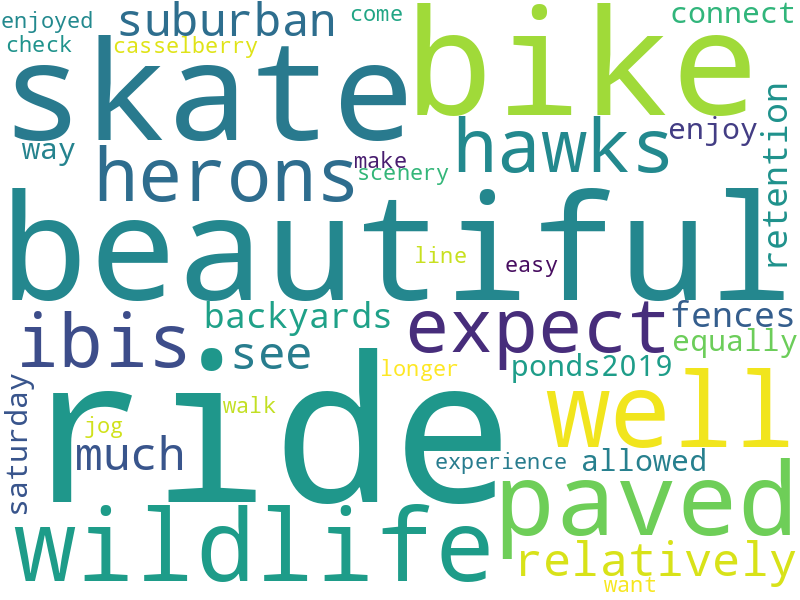 enjoyed
suburban
come
connect
check
casselberry
skate
bike
way
herons
make
scenery
hawks
enjoy
retention
beautiful
line
easy
ibis
backyards
see
expect
fences
equally
ponds2019
longer
saturday
ride
walk
jog
much
well
experience
allowed
paved
wildlife
relatively
want